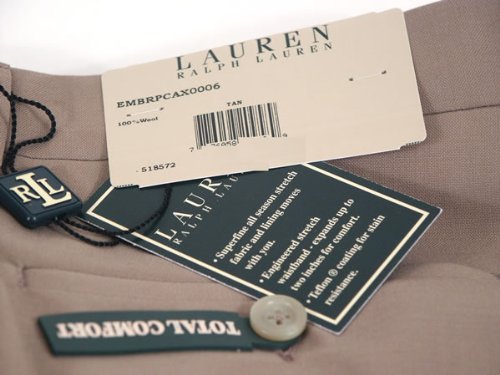 LAUREN
RALPH LAUREN
EMBRPCAX0006
TAN
100%Wool
518572
RLL
LAUREN
RALPH LAUREN
• Superfine all season stretch
fabric and lining moves
with you.
• Engineered stretch
waistband - expands up to
two inches for comfort.
• Teflon ® coating for stain
resistance.
TOTAL COMFORT